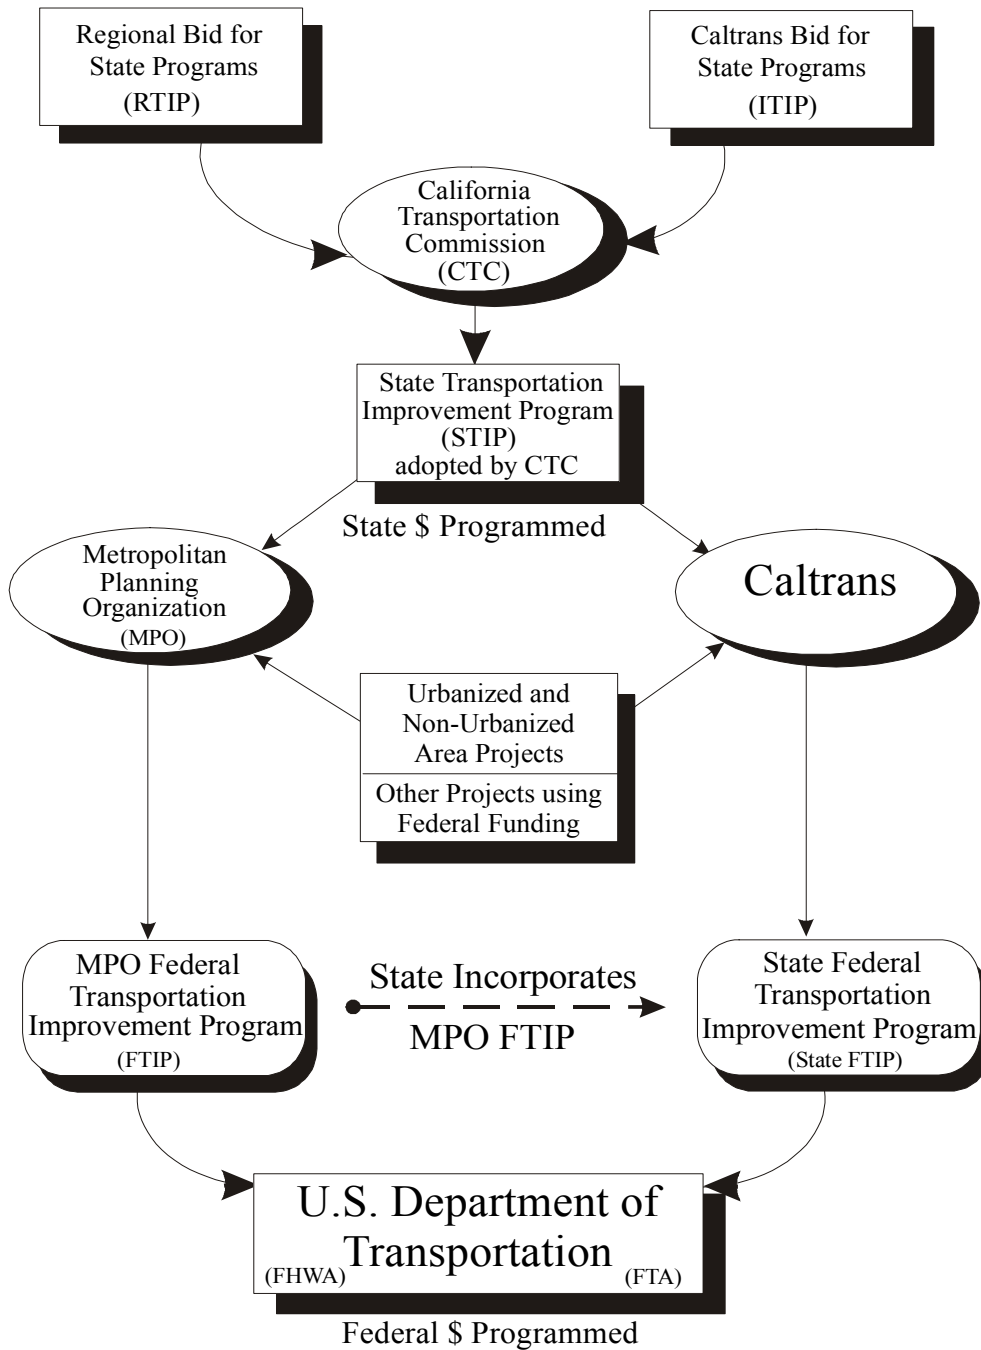 Regional Bid for
State Programs
(RTIP)
Caltrans Bid for
State Programs
(ITIP)
California
Transportation
Commission
(CTC)
State Transportation
Improvement Program
(STIP)
adopted by CTC
State $ Programmed
Metropolitan
Planning
Organization
(MPO)
Caltrans
Urbanized and
Non-Urbanized
Area Projects
Other Projects using
Federal Funding
MPO Federal
Transportation
Improvement Program
(FTIP)
State Incorporates
MPO FTIP
State Federal
Transportation
Improvement Program
(State FTIP)
U.S. Department of
Transportation
(FHWA)
(FTA)
Federal $ Programmed